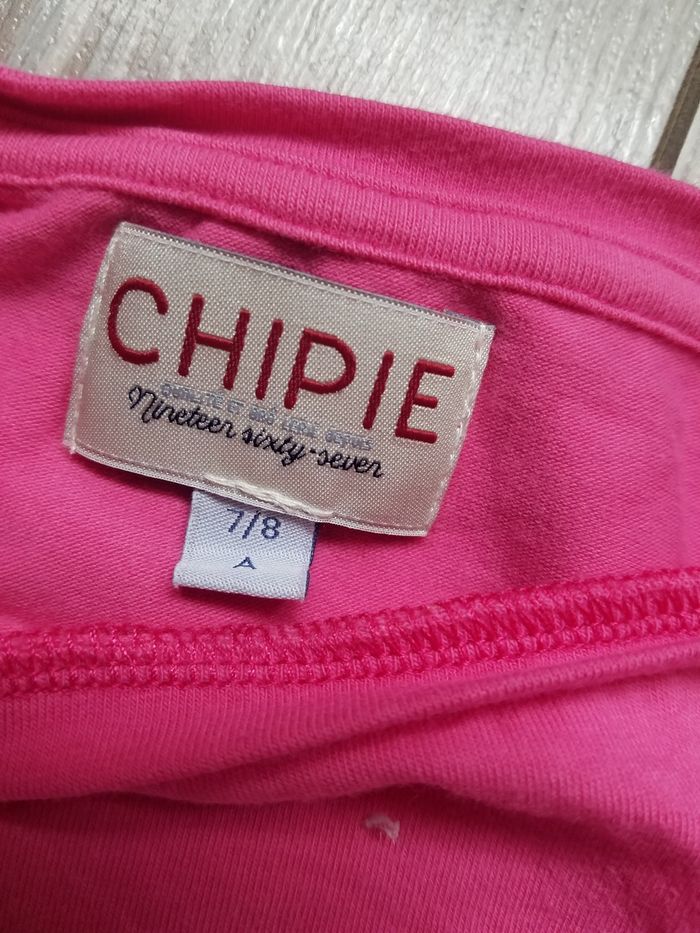 CHIPIE
Nineteen sixty-seven
7/8
A